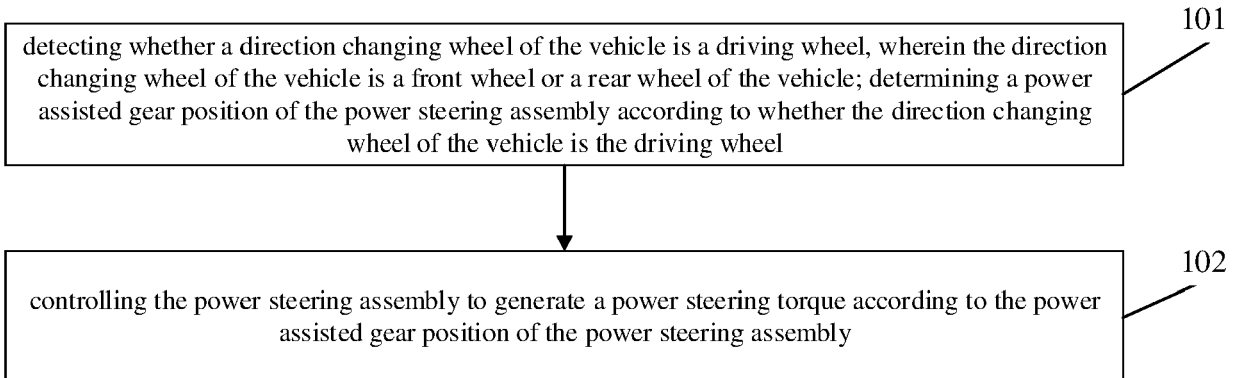 101
detecting whether a direction changing wheel of the vehicle is a driving wheel, wherein the direction
changing wheel of the vehicle is a front wheel or a rear wheel of the vehicle; determining a power
assisted gear position of the power steering assembly according to whether the direction changing
wheel of the vehicle is the driving wheel
102
controlling the power steering assembly to generate a power steering torque according to the power
assisted gear position of the power steering assembly